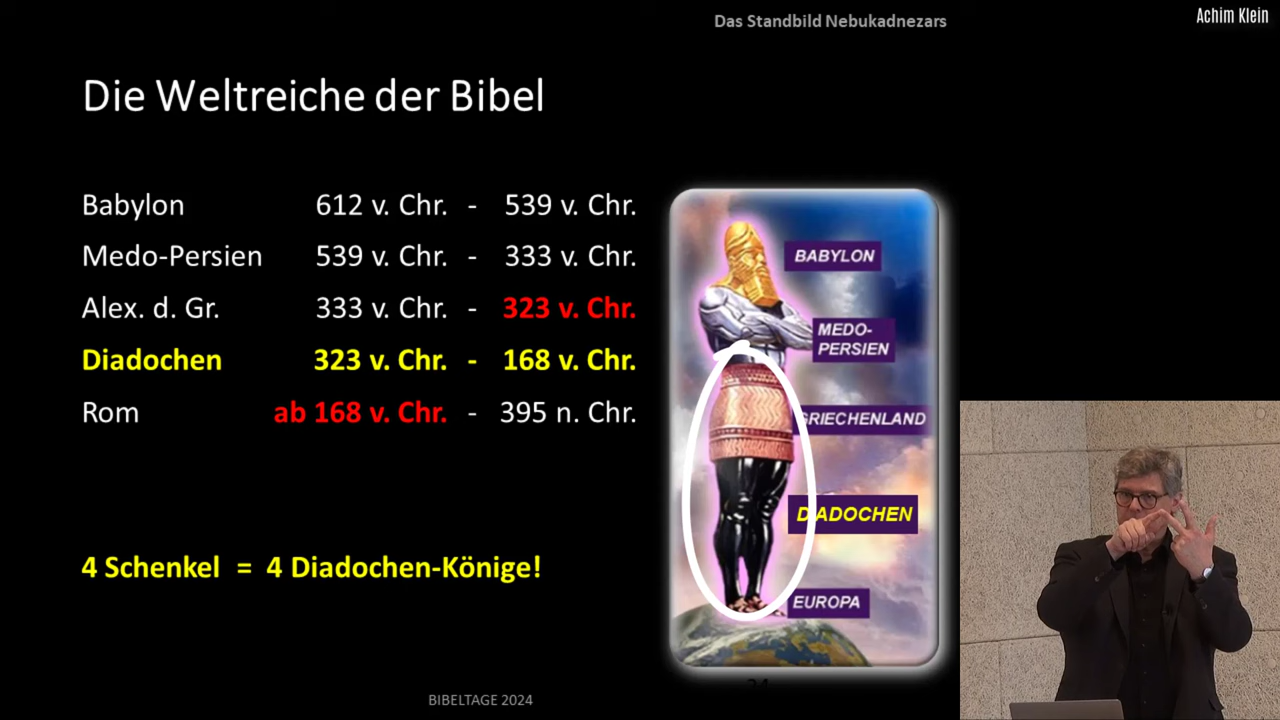 Das Standbild Nebukadnezars
Achim Klein
Die Weltreiche der Bibel
Babylon 612 v. Chr. - 539 v. Chr.
Medo-Persien 539 v. Chr. - 333 v. Chr.
Alex. d. Gr. 333 v. Chr. - 323 v. Chr.
Diadochen 323 v. Chr. - 168 v. Chr.
Rom ab 168 v. Chr. - 395 n. Chr.
4 Schenkel = 4 Diadochen-Könige!
BABYLON
MEDO-
PERSIEN
GRIECHENLAND
DIADOCHEN
EUROPA
BIBELTAGE 2024